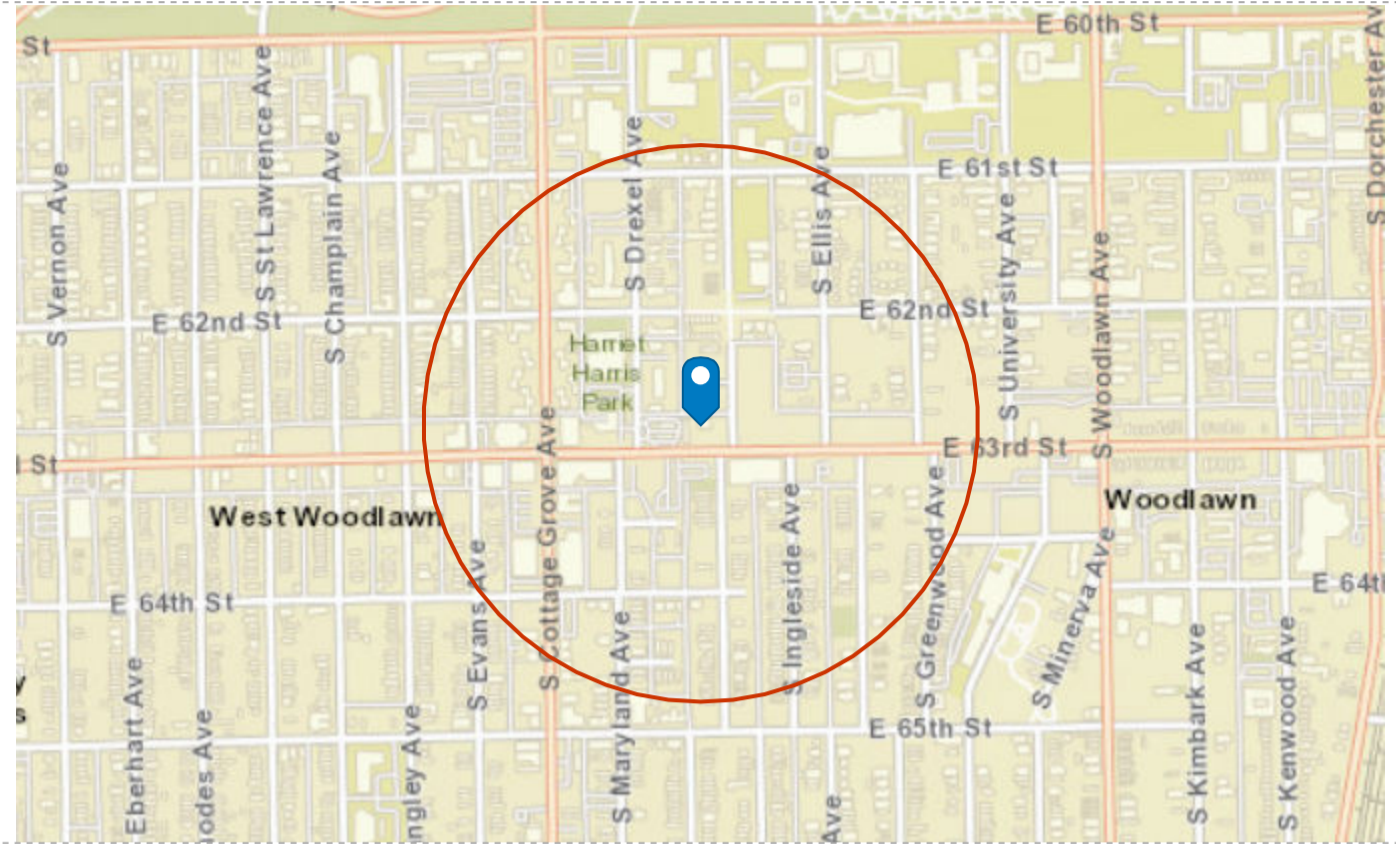 E 60th St
St
S Dorchester Av
S St Lawrence Ave
S Drexel Ave
S Champlain Ave
S Ellis Ave
E 61st St
S Vernon Ave
S University Ave
S Woodlawn Ave
E 62nd St
E 62nd St
Harriet
Harris
Park
S Cottage Grove Ave
E 63rd St
St
West Woodlawn
Woodlawn
S Ingleside Ave
S Greenwood Ave
S Evans Ave
S Minerva Ave
E 64th St
E 64th
S Maryland Ave
S Kimbark Ave
S Kenwood Ave
Eberhart Ave
odes Ave
ngley Ave
E 65th St
Ave